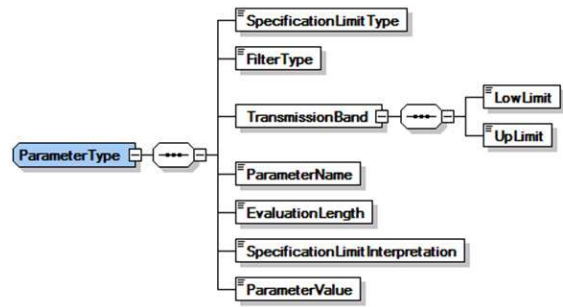 SpecificationLimitType
FilterType
TransmissionBand
LowLimit
UpLimit
ParameterType
ParameterName
EvaluationLength
SpecificationLimitInterpretation
ParameterValue